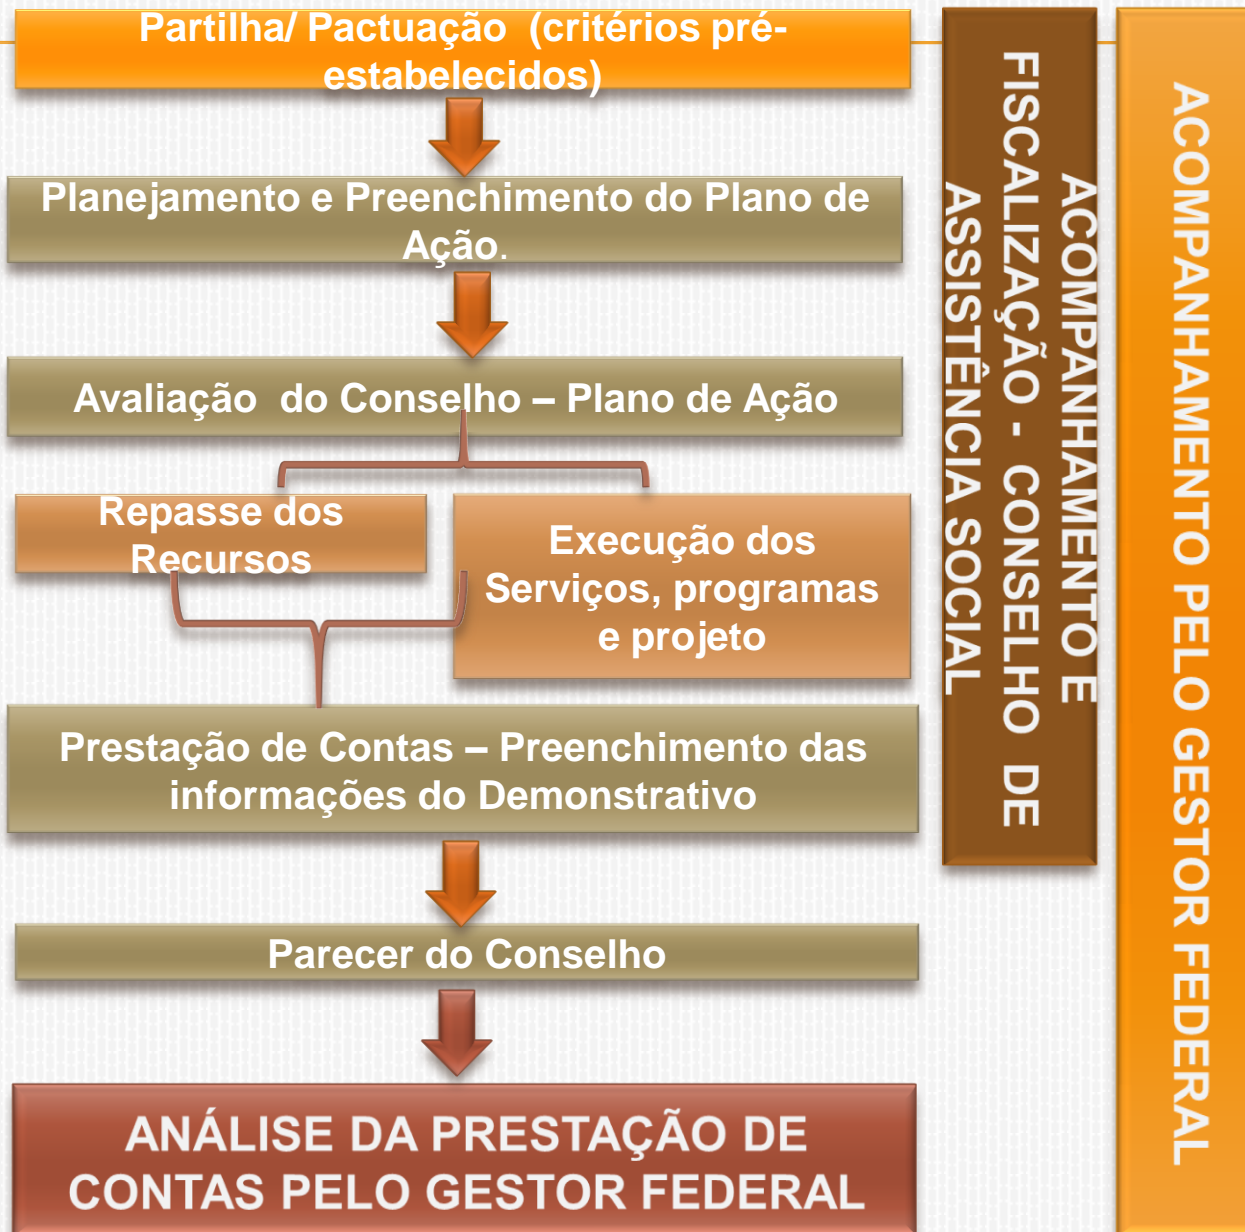 Partilha/ Pactuação  (critérios pré-
estabelecidos)
Planejamento e Preenchimento do Plano de
Ação.
Avaliação  do Conselho – Plano de Ação
Repasse dos
Recursos
Execução dos
Serviços, programas
e projeto
Prestação de Contas – Preenchimento das
informações do Demonstrativo
Parecer do Conselho
ANÁLISE DA PRESTAÇÃO DE
CONTAS PELO GESTOR FEDERAL
ACOMPANHAMENTO E
FISCALIZAÇÃO - CONSELHO  DE
ASSISTÊNCIA SOCIAL
ACOMPANHAMENTO PELO GESTOR FEDERAL